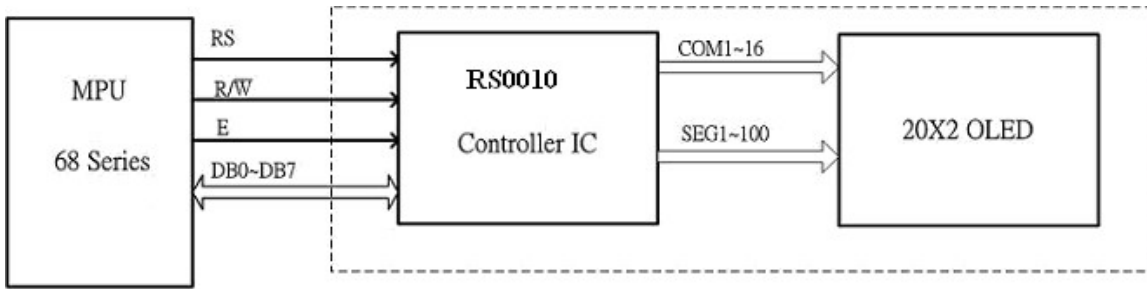 MPU
68 Series
RS
R/W̅
E
DB0~DB7
RS0010
Controller IC
COM1~16
SEG1~100
20X2 OLED